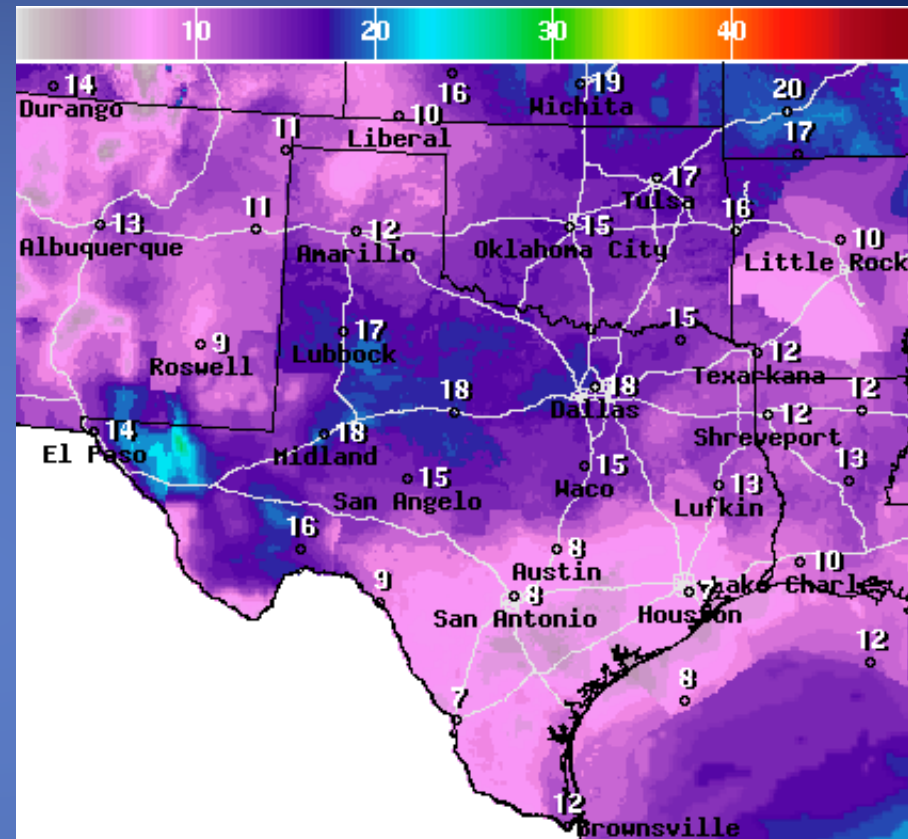 10 20 30 40
14
Durango
16
19
Wichita
20
10
Liberal
11
17
17
Tulsa
13
Albuquerque
11
12
Amarillo
15
Oklahoma City
16
10
Little Rock
9
Roswell
17
Lubbock
15
12
Texarkana
18
Dallas
12
Shreveport
12
14
El Paso
18
Midland
18
15
San Angelo
15
Waco
13
Lufkin
13
16
8
Austin
10
Lake Charles
9
8
San Antonio
7
Houston
12
8
7
12
Brownsville